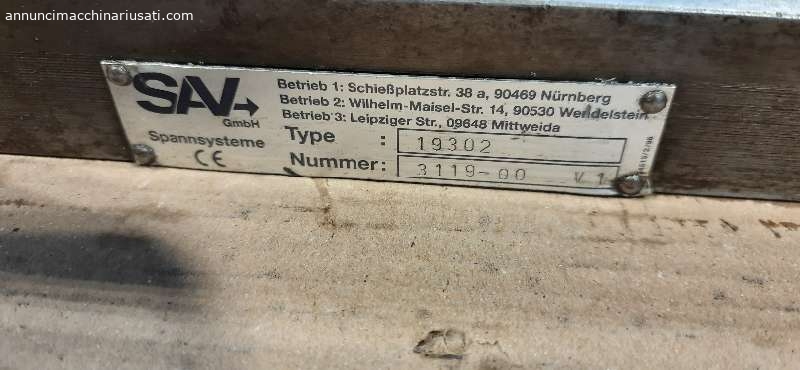 annuncimacchinariusati.com
SAV
GmbH
Spannsysteme
CE
Betrieb 1: Schießplatzstr. 38 a, 90469 Nürnberg
Betrieb 2: Wilhelm-Maisel-Str. 14, 90530 Wendelstein
Betrieb 3: Leipziger Str., 09648 Mittweida
Type : 19302
Nummer: 3119-00 V.1